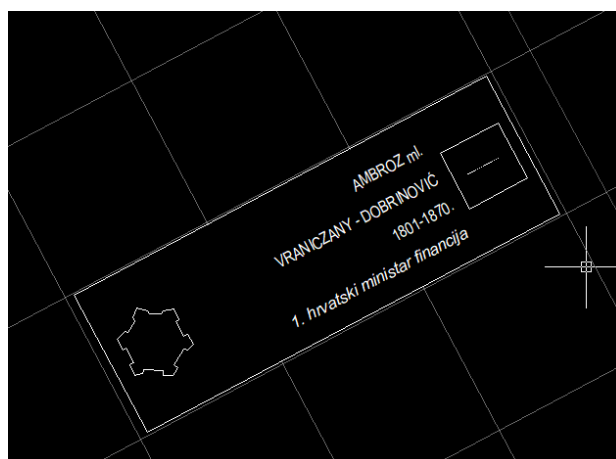 AMBROZ ml.
VRANICZANY - DOBRINOVIĆ
1801-1870.
1. hrvatski ministar financija